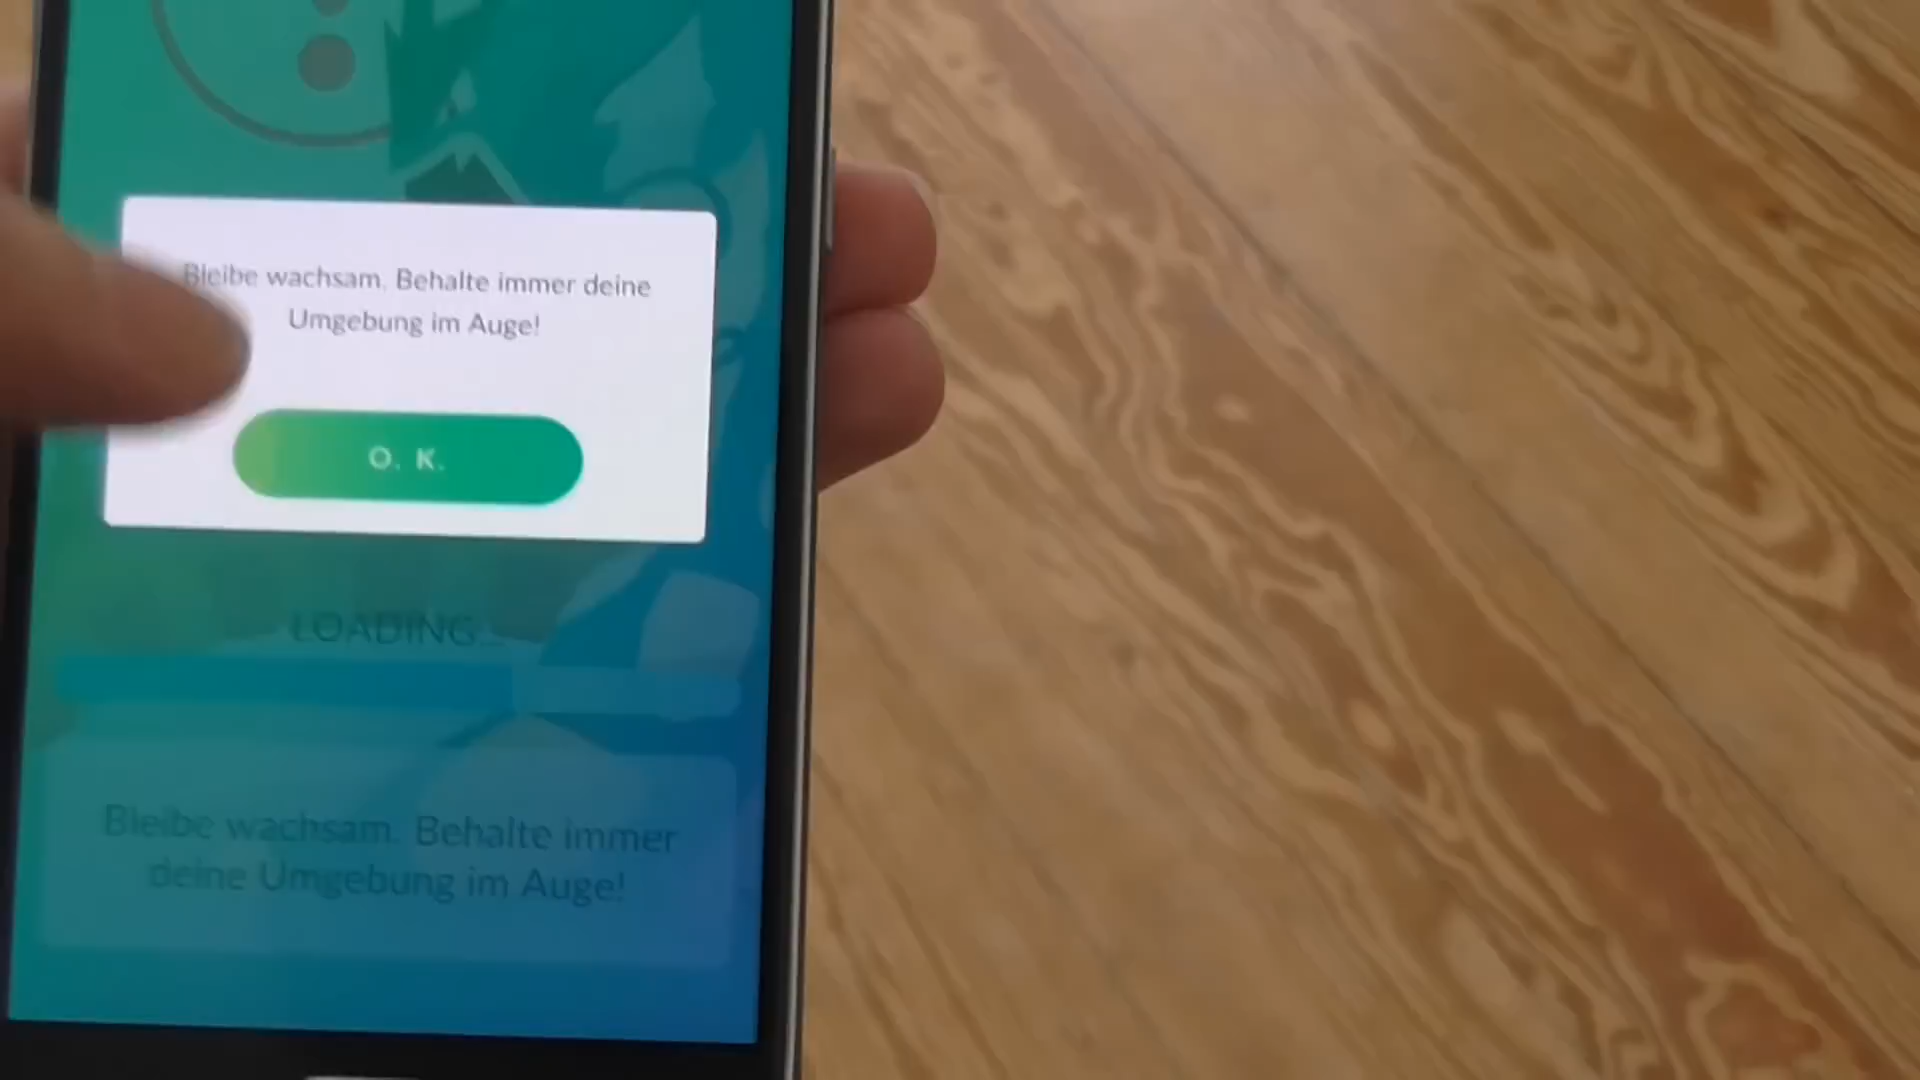 Bleibe wachsam. Behalte immer deine
Umgebung im Auge!
O. K.
LOADING...
Bleibe wachsam. Behalte immer
deine Umgebung im Auge!